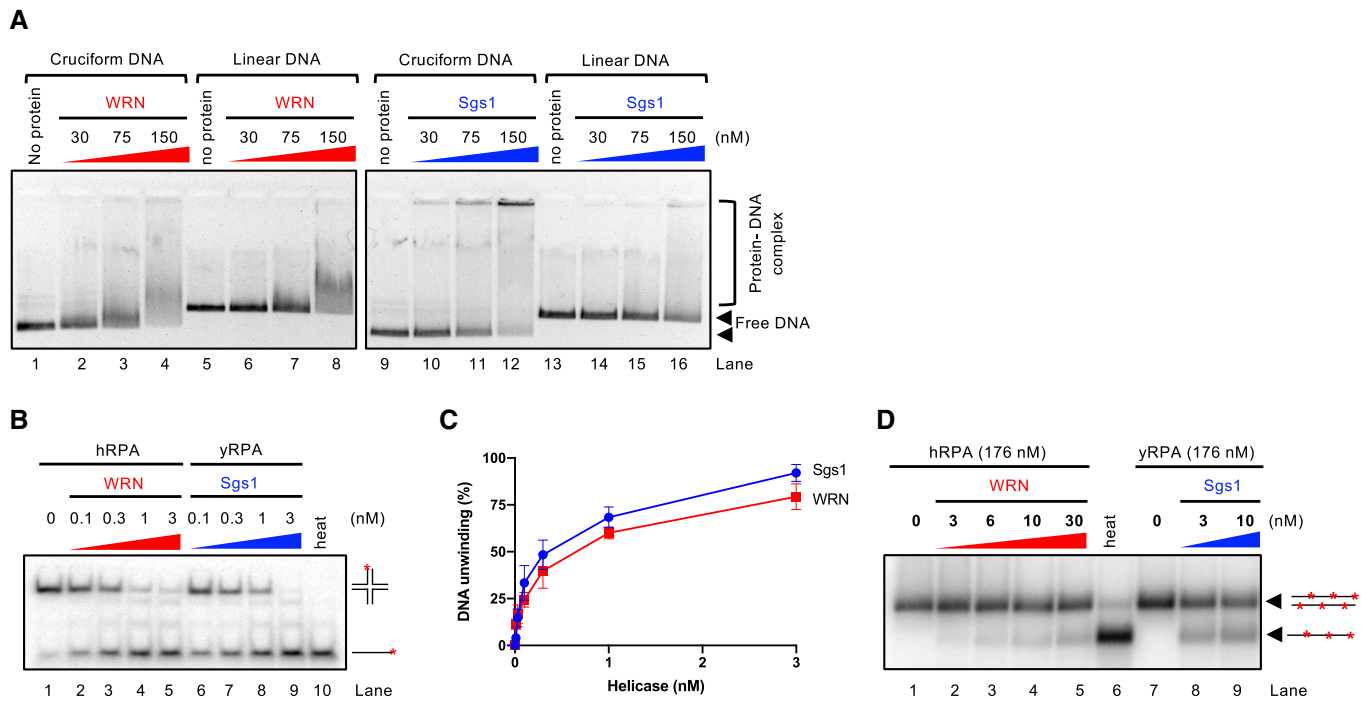 A
Cruciform DNA Linear DNA Cruciform DNA Linear DNA
No protein WRN no protein WRN no protein Sgs1 no protein Sgs1
30 75 150 30 75 150 30 75 150 30 75 150 (nM)
Protein- DNA
complex
Free DNA
1 2 3 4 5 6 7 8 9 10 11 12 13 14 15 16 Lane
B
hRPA yRPA
WRN Sgs1
0 0.1 0.3 1 3 0.1 0.3 1 3 heat (nM)
*
*
1 2 3 4 5 6 7 8 9 10 Lane
C
DNA unwinding (%)
100
75
50
25
0
0 1 2 3
Helicase (nM)
Sgs1
WRN
D
hRPA (176 nM) yRPA (176 nM)
WRN Sgs1
0 3 6 10 30 heat 0 3 10 (nM)
* * *
* * *
* * *
1 2 3 4 5 6 7 8 9 Lane